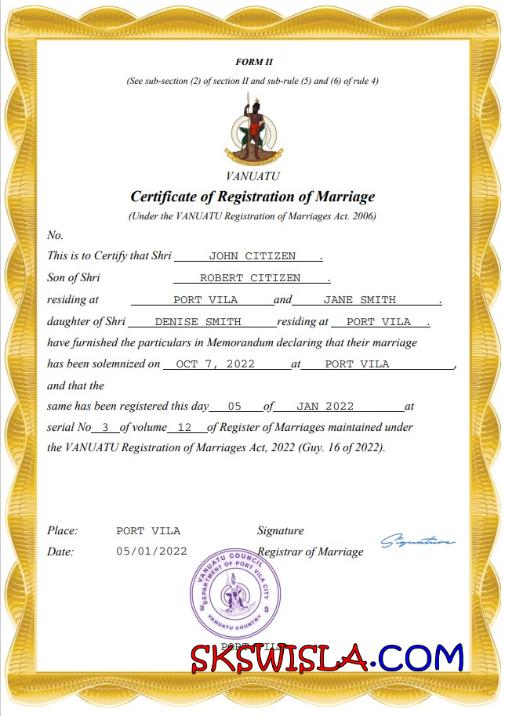 FORM II
(See sub-section (2) of section II and sub-rule (5) and (6) of rule 4)
VANUATU
Certificate of Registration of Marriage
(Under the VANUATU Registration of Marriages Act. 2006)
No.
This is to Certify that Shri JOHN CITIZEN .
Son of Shri ROBERT CITIZEN .
residing at PORT VILA and JANE SMITH .
daughter of Shri DENISE SMITH residing at PORT VILA .
have furnished the particulars in Memorandum declaring that their marriage
has been solemnized on OCT 7, 2022 at PORT VILA ,
and that the
same has been registered this day 05 of JAN 2022 at
serial No 3 of volume 12 of Register of Marriages maintained under
the VANUATU Registration of Marriages Act, 2022 (Guy. 16 of 2022).
Place: PORT VILA Signature
Signature
Date: 05/01/2022 Registrar of Marriage
VANUATU COUNCIL
DEPARTMENT OF PORT VILA CITY
VANUATU COUNTRY
PORT VILA
SKSWISLA.COM